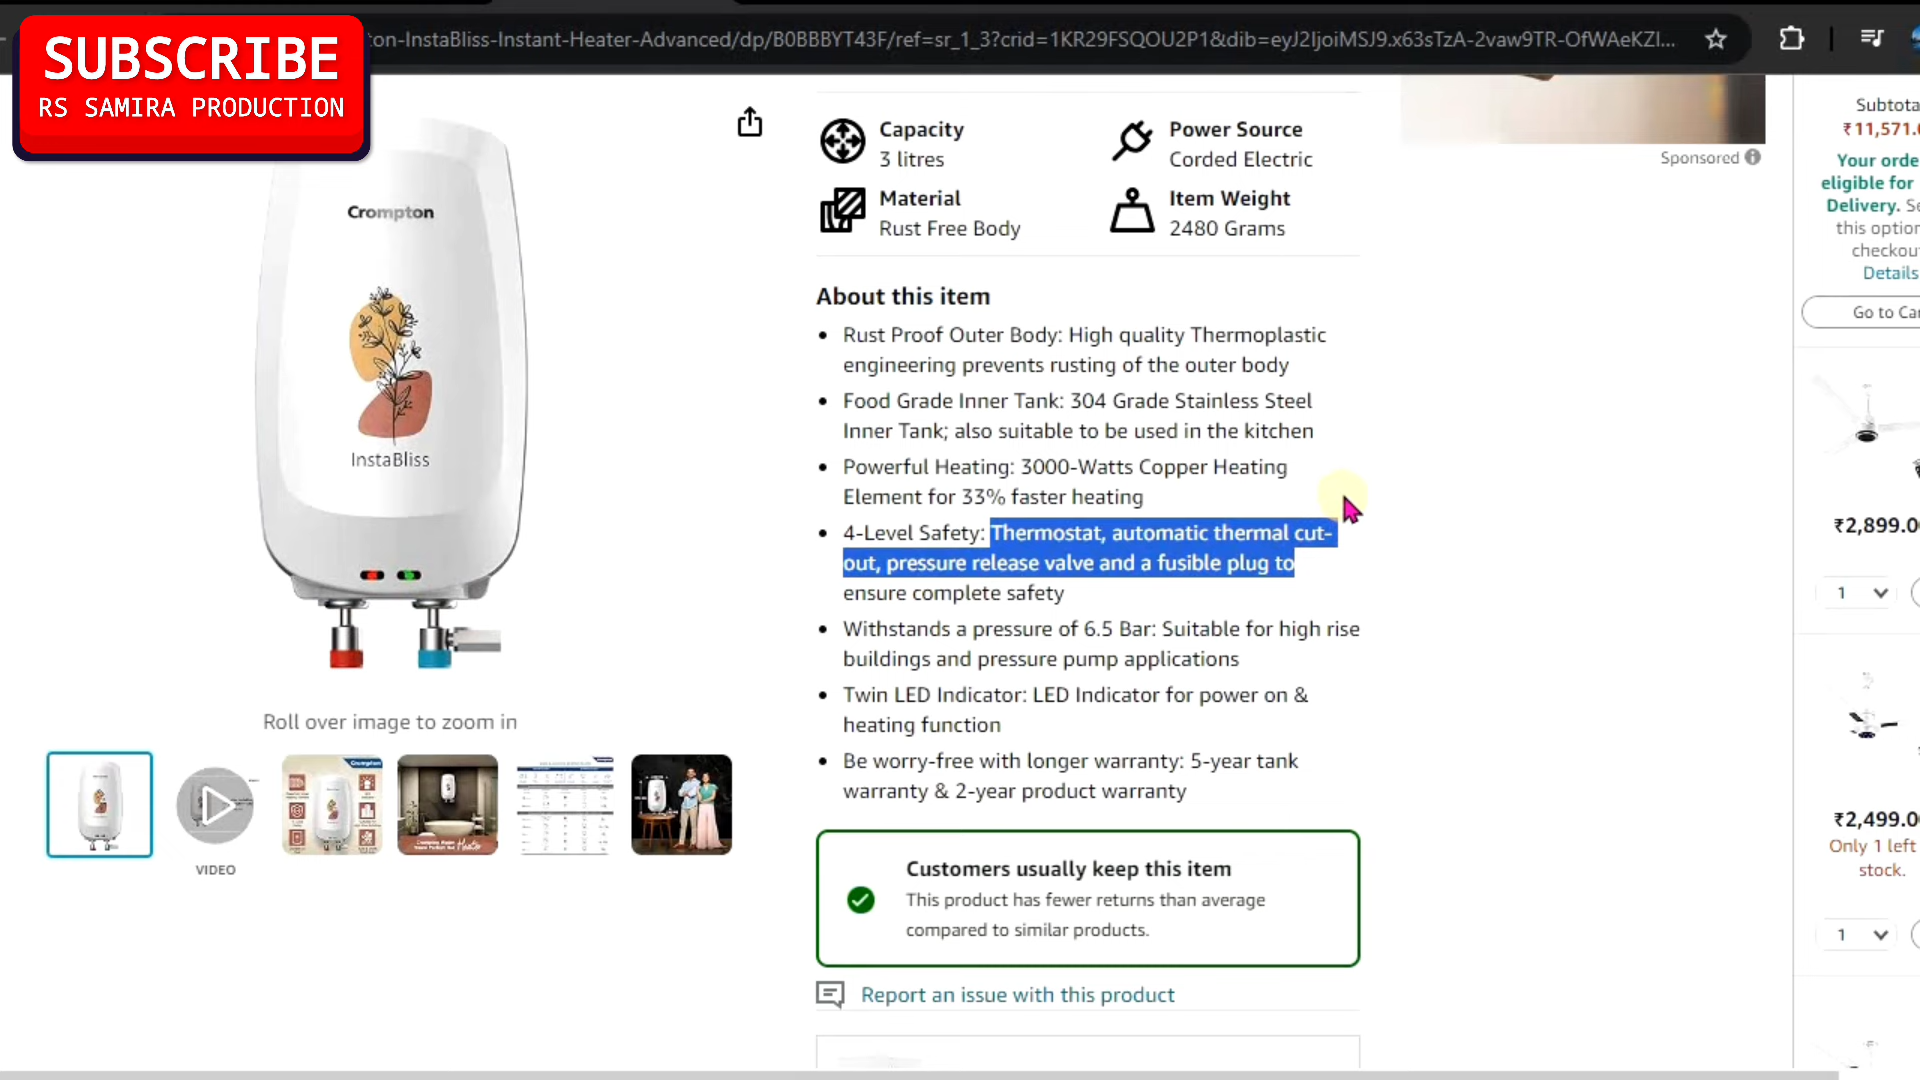 SUBSCRIBE
RS SAMIRA PRODUCTION
on-InstaBliss-Instant-Heater-Advanced/dp/B0BBBYT43F/ref=sr_1_3?crid=1KR29FSQOU2P1&dib=eyJ2IjoiMSJ9.x63sTzA-2vaw9TR-OfWAeKZl...
Crompton
InstaBliss
Roll over image to zoom in
VIDEO
Capacity
3 litres
Power Source
Corded Electric
Material
Rust Free Body
Item Weight
2480 Grams
About this item
• Rust Proof Outer Body: High quality Thermoplastic
engineering prevents rusting of the outer body
• Food Grade Inner Tank: 304 Grade Stainless Steel
Inner Tank; also suitable to be used in the kitchen
• Powerful Heating: 3000-Watts Copper Heating
Element for 33% faster heating
• 4-Level Safety: Thermostat, automatic thermal cut-
out, pressure release valve and a fusible plug to
ensure complete safety
• Withstands a pressure of 6.5 Bar: Suitable for high rise
buildings and pressure pump applications
• Twin LED Indicator: LED Indicator for power on &
heating function
• Be worry-free with longer warranty: 5-year tank
warranty & 2-year product warranty
Customers usually keep this item
This product has fewer returns than average
compared to similar products.
Report an issue with this product
Sponsored
Subtota
₹11,571.
Your orde
eligible for
Delivery. Se
this option
checkou
Details
Go to Car
₹2,899.0
1
₹2,499.0
Only 1 left
stock.
1